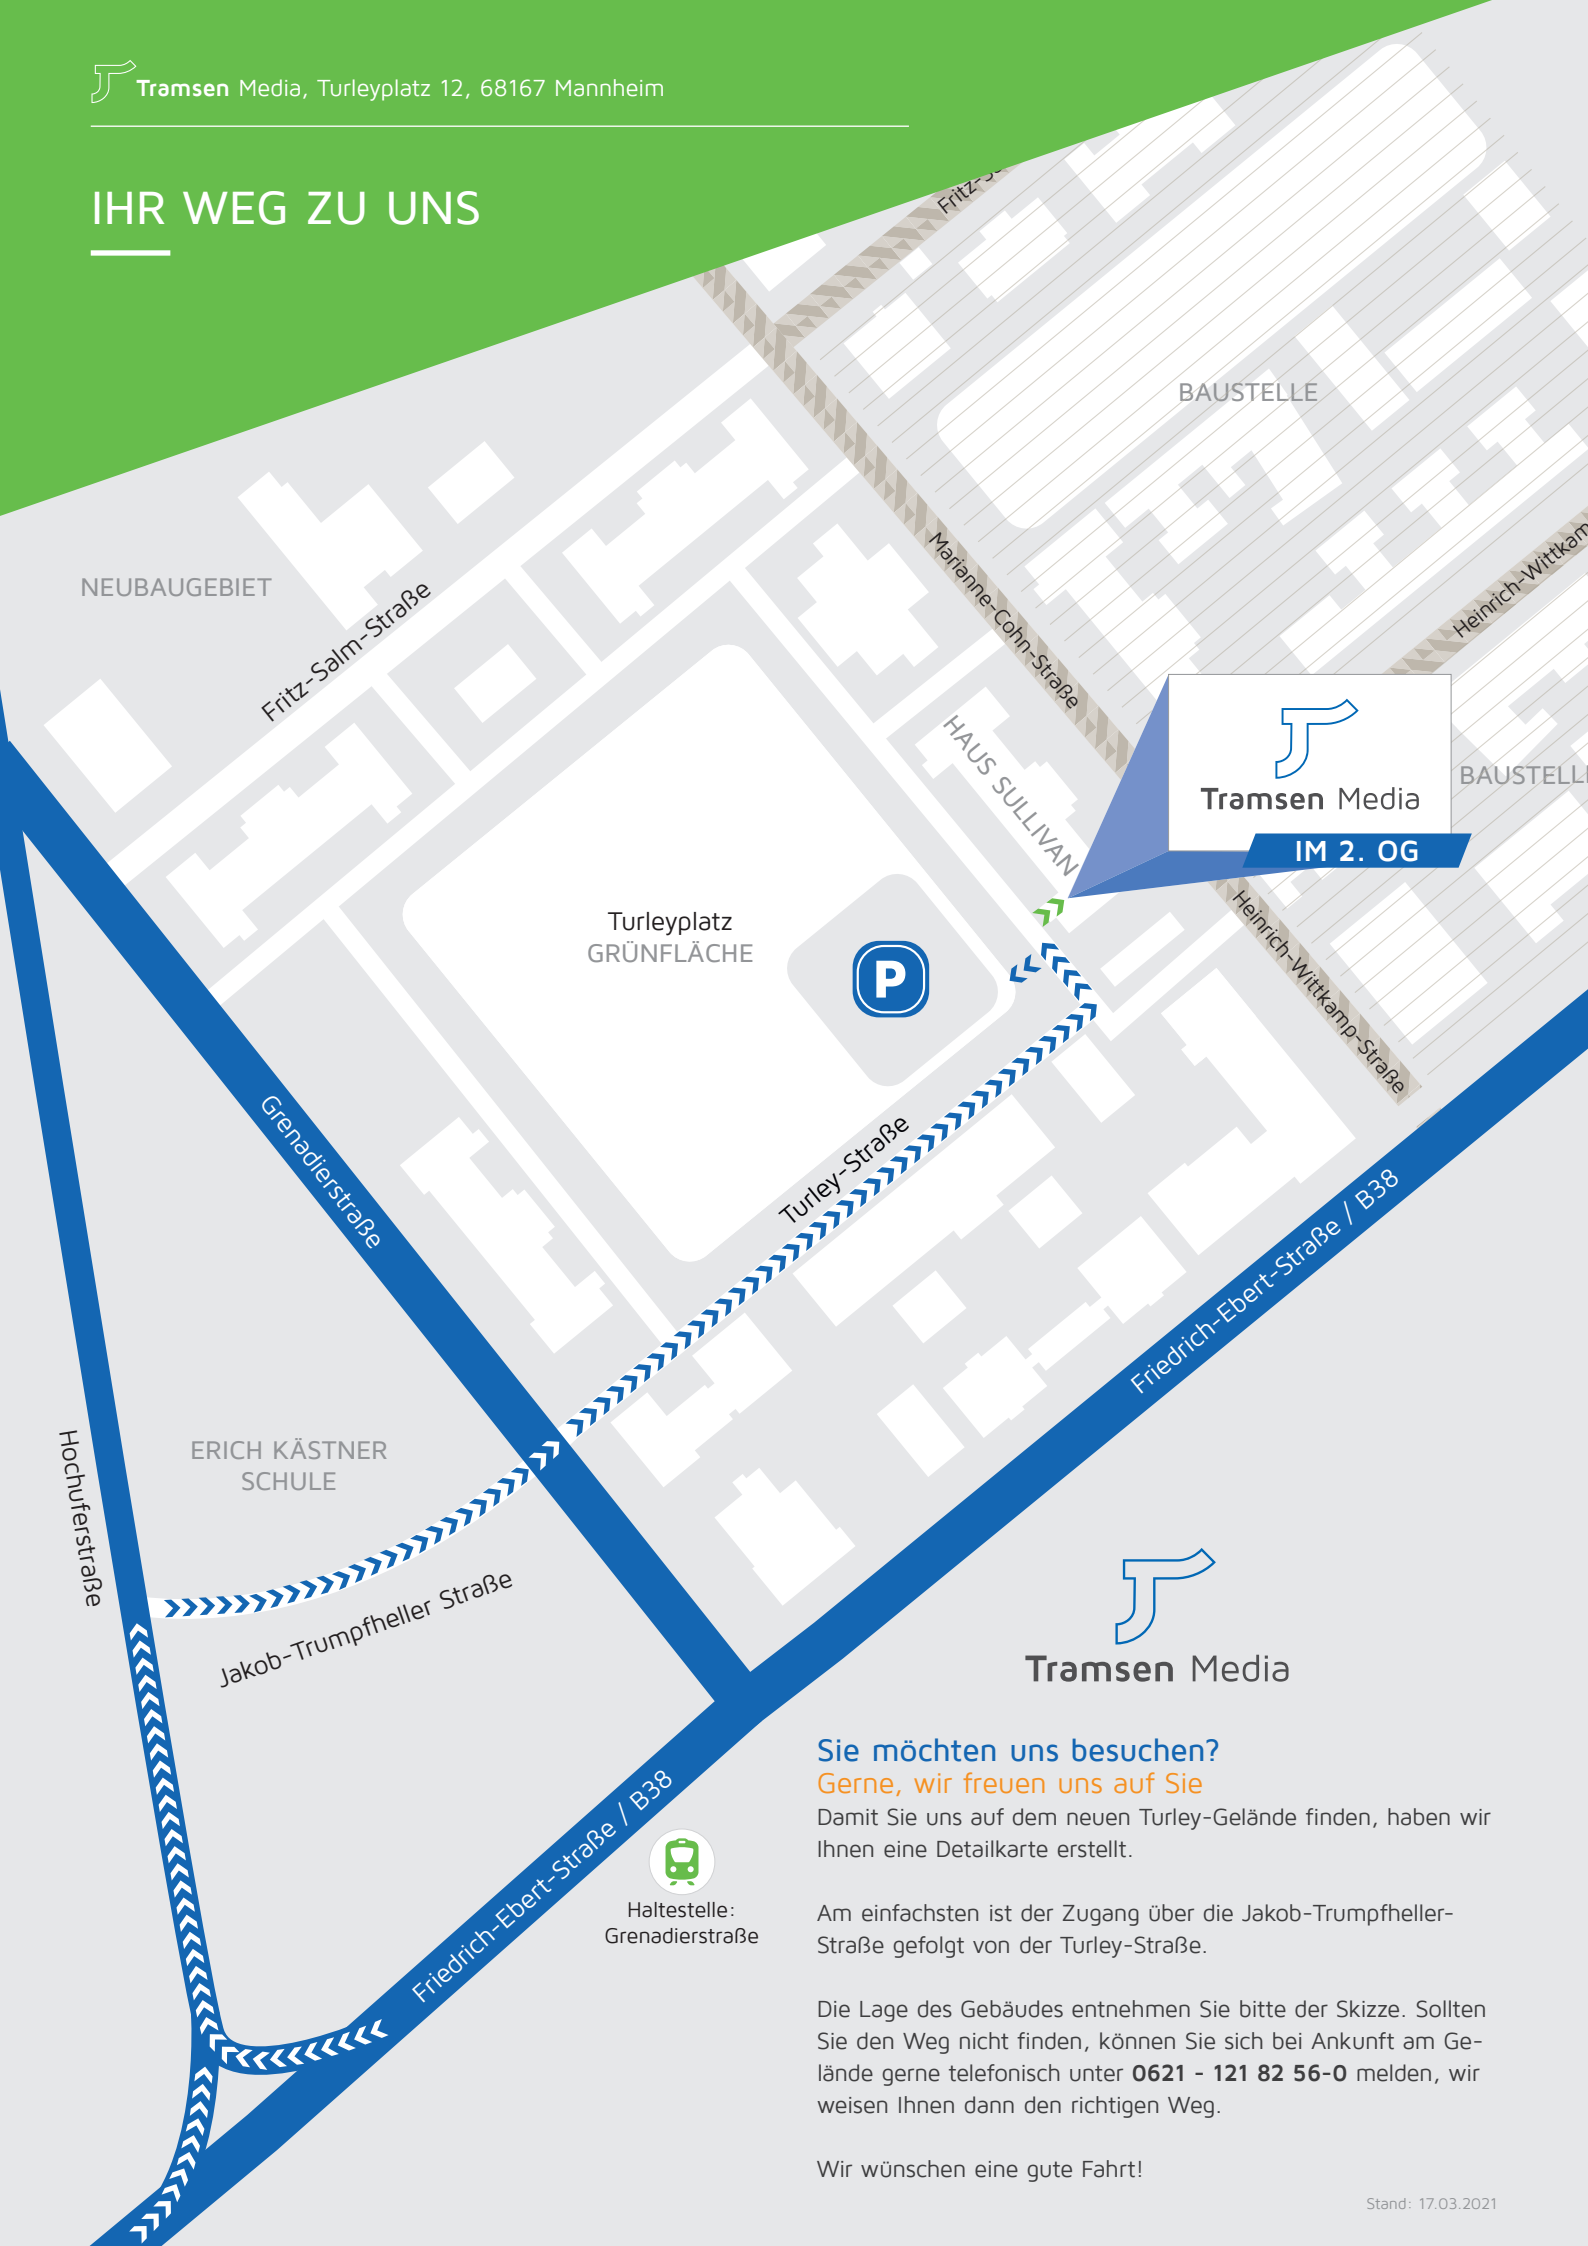 Tramsen Media, Turleyplatz 12, 68167 Mannheim
IHR WEG ZU UNS
BAUSTELLE
Marianne-Cohn-Straße
NEUBAUGEBIET
Fritz-Salm-Straße
HAUS SULLIVAN
Tramsen Media
IM 2. OG
BAUSTELL
Turleyplatz
GRÜNFLÄCHE
P
Heinrich-Wittkamp-Straße
Grenadierstraße
Turley-Straße
Friedrich-Ebert-Straße / B38
Hochuferstraße
ERICH KÄSTNER
SCHULE
Jakob-Trumpfheller Straße
Friedrich-Ebert-Straße / B38
Haltestelle:
Grenadierstraße
Tramsen Media
Sie möchten uns besuchen?
Gerne, wir freuen uns auf Sie
Damit Sie uns auf dem neuen Turley-Gelände finden, haben wir
Ihnen eine Detailkarte erstellt.
Am einfachsten ist der Zugang über die Jakob-Trumpfheller-
Straße gefolgt von der Turley-Straße.
Die Lage des Gebäudes entnehmen Sie bitte der Skizze. Sollten
Sie den Weg nicht finden, können Sie sich bei Ankunft am Ge-
lände gerne telefonisch unter 0621 - 121 82 56-0 melden, wir
weisen Ihnen dann den richtigen Weg.
Wir wünschen eine gute Fahrt!
Stand: 17.03.2021